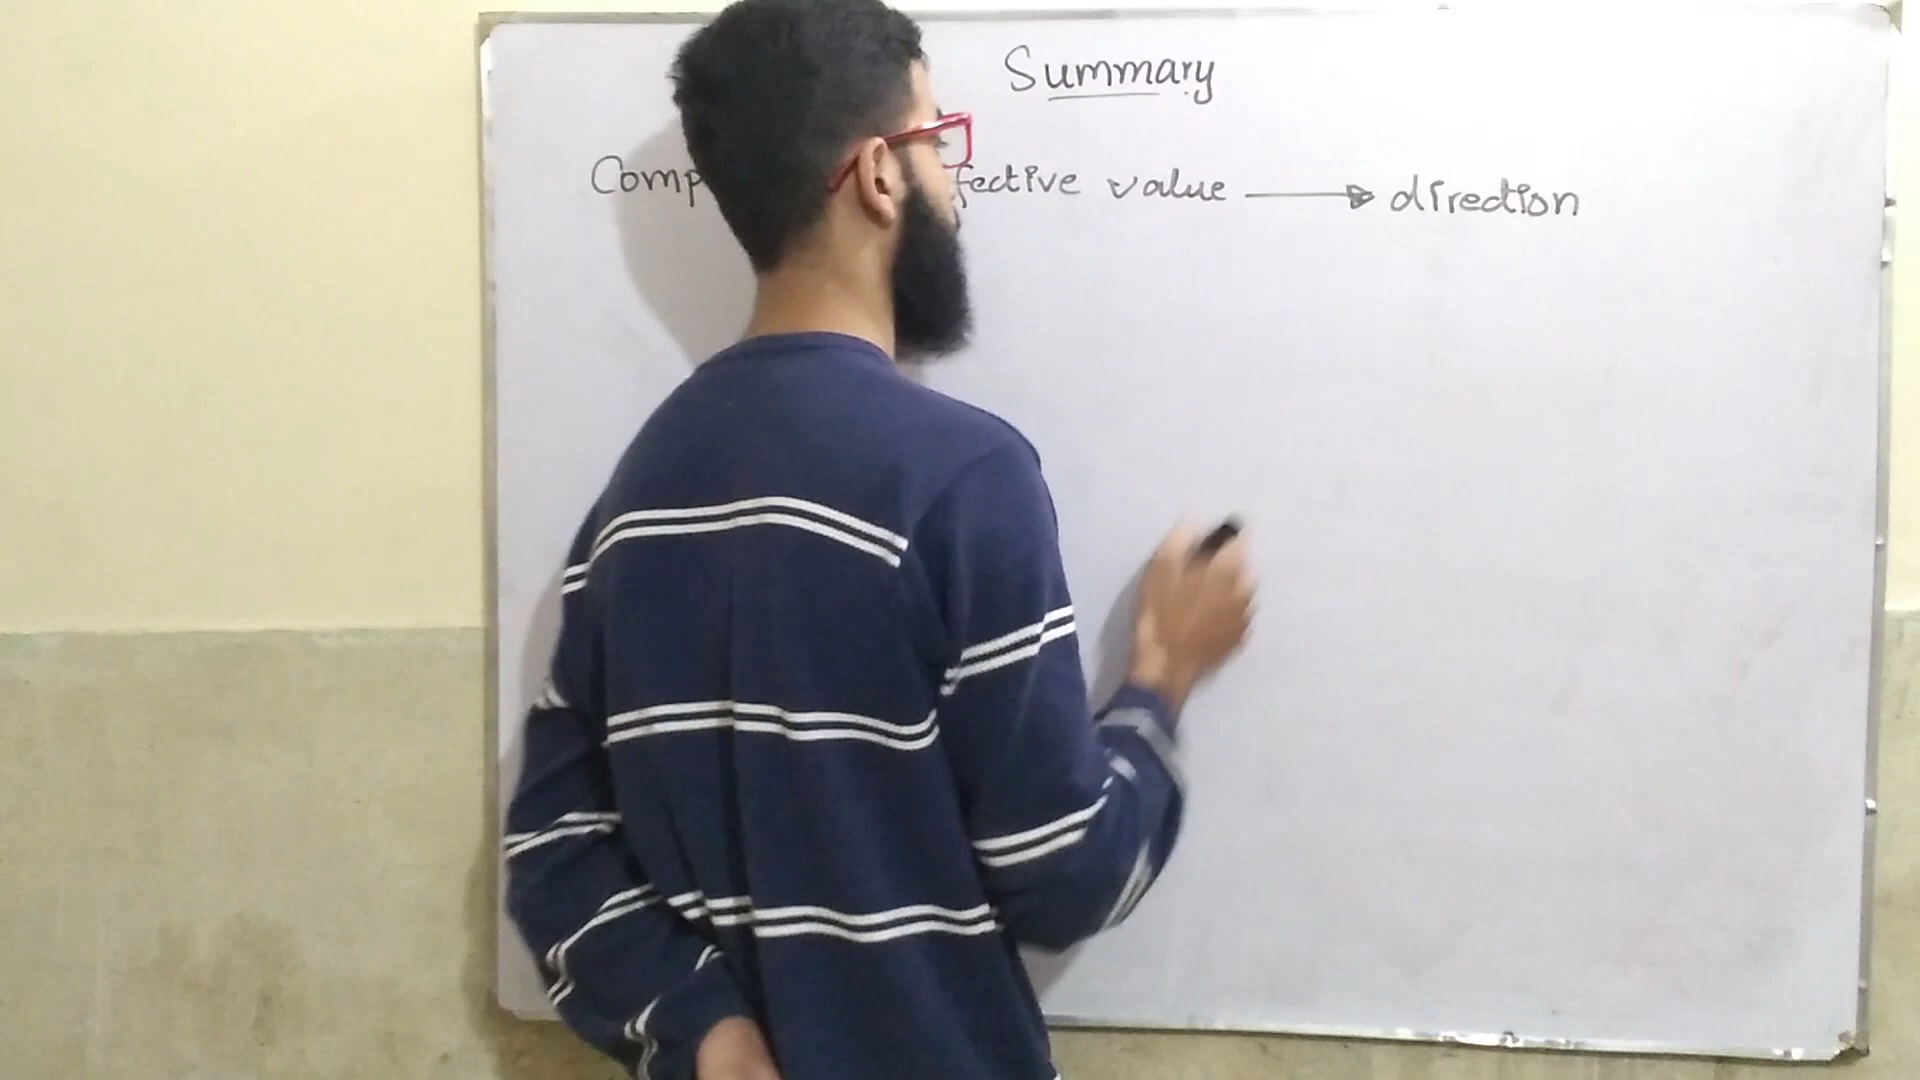 Summary
Comp fective value → direction